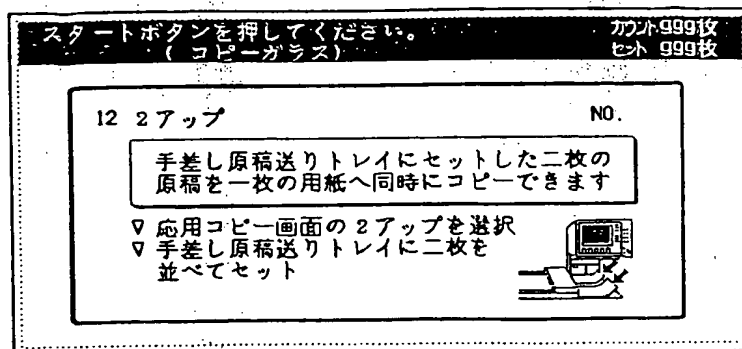 スタートボタンを押してください。
(コピーガラス)
カウント 999枚
セット 999枚
12 2アップ
NO.
手差し原稿送りトレイにセットした二枚の
原稿を一枚の用紙へ同時にコピーできます
▽ 応用コピー画面の2アップを選択
▽ 手差し原稿送りトレイに二枚を
並べてセット